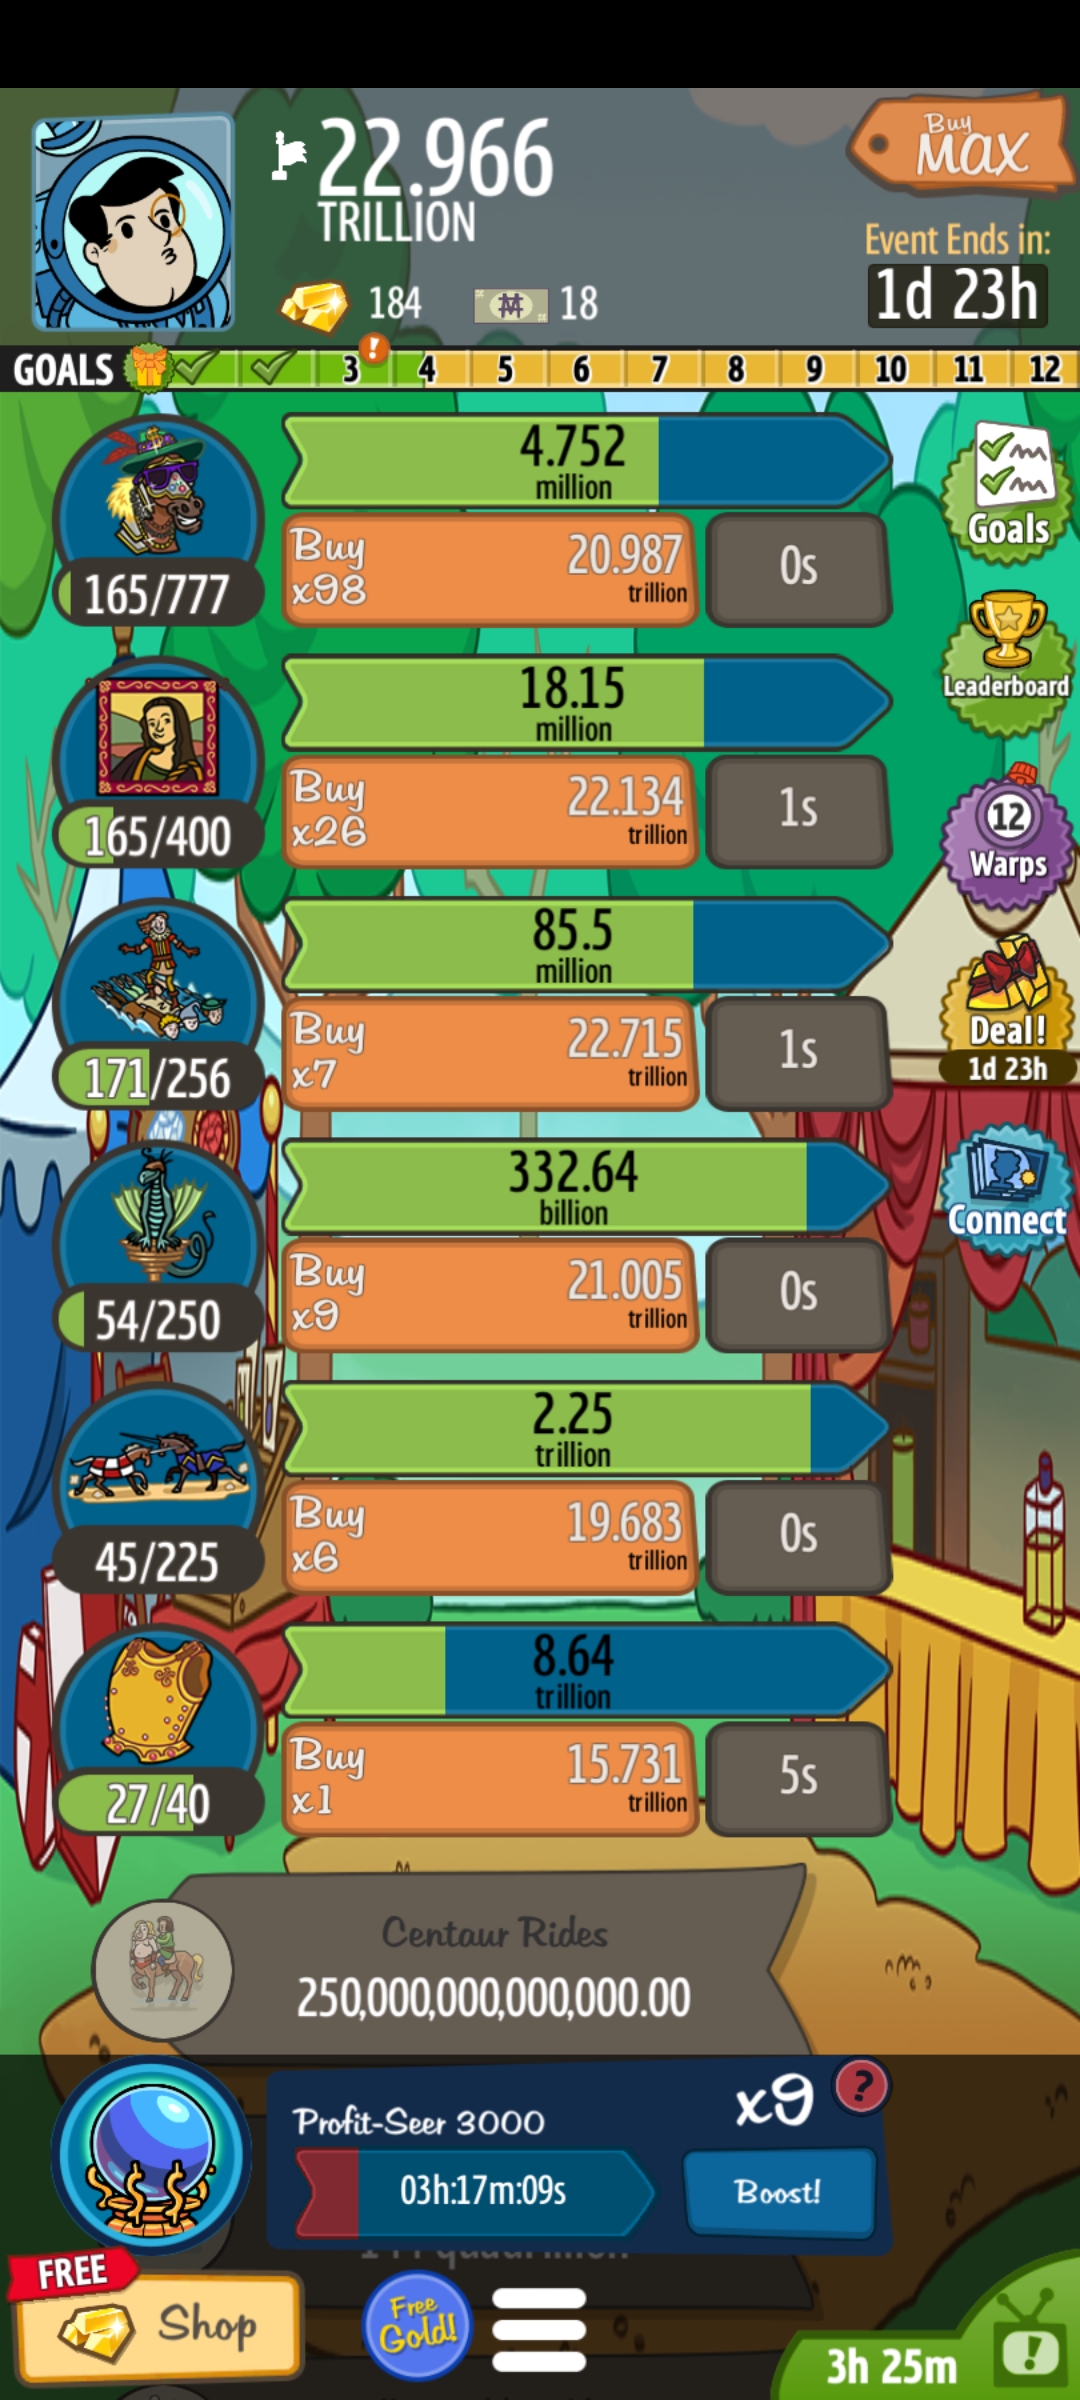 22.966
TRILLION
Buy
MAX
Event Ends in:
1d 23h
184
18
GOALS 3 ! 4 5 6 7 8 9 10 11 12
4.752
million
Buy
x98
20.987
trillion
0s
165/777
Goals
18.15
million
Buy
x26
22.134
trillion
1s
165/400
Leaderboard
12
Warps
85.5
million
Buy
x7
22.715
trillion
1s
171/256
Deal!
1d 23h
332.64
billion
Buy
x9
21.005
trillion
0s
54/250
Connect
2.25
trillion
Buy
x6
19.683
trillion
0s
45/225
8.64
trillion
Buy
x1
15.731
trillion
5s
27/40
Centaur Rides
250,000,000,000,000.00
Profit-Seer 3000
x9
?
03h:17m:09s
Boost!
FREE
Shop
Free
Gold!
3h 25m
!